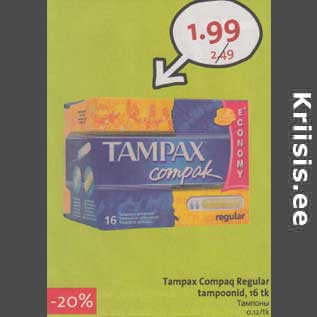 1.99
2.49
Kriisis.ee
ECONOMY
TAMPAX
compak
16
regular
Tampax Compaq Regular
tampoonid, 16 tk
Тампоны
0.12/tk
-20%